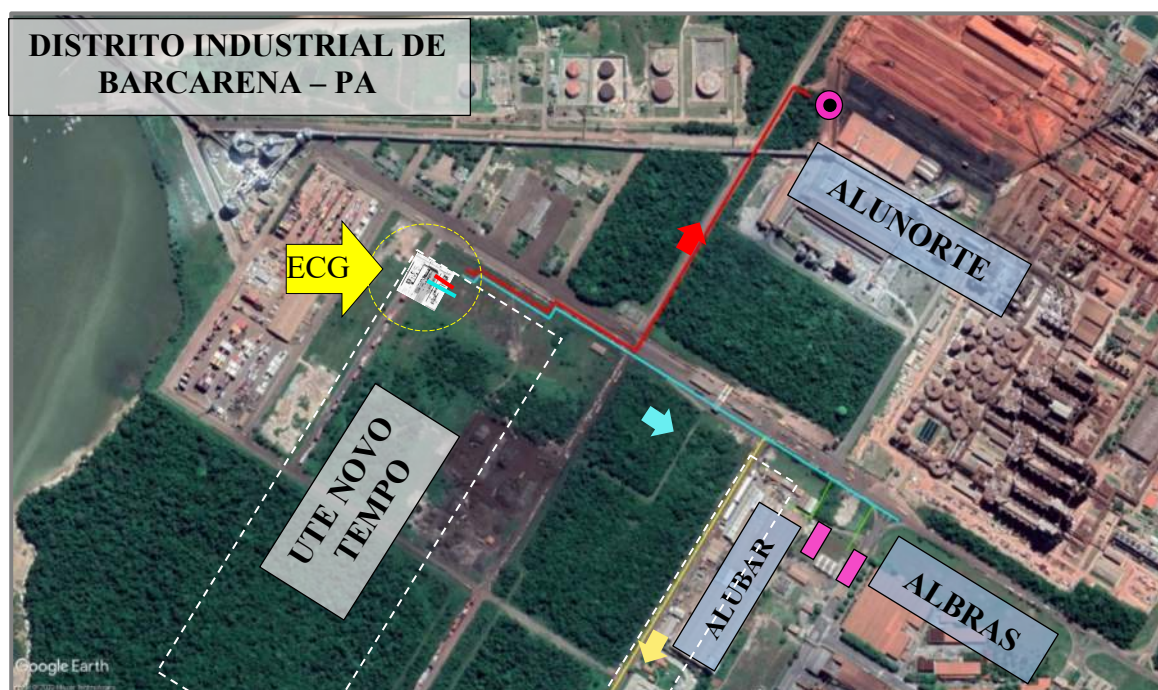 DISTRITO INDUSTRIAL DE
BARCARENA – PA
ALUNORTE
ECG
UTE NOVO
TEMPO
ALUBAR
ALBRAS
Google Earth